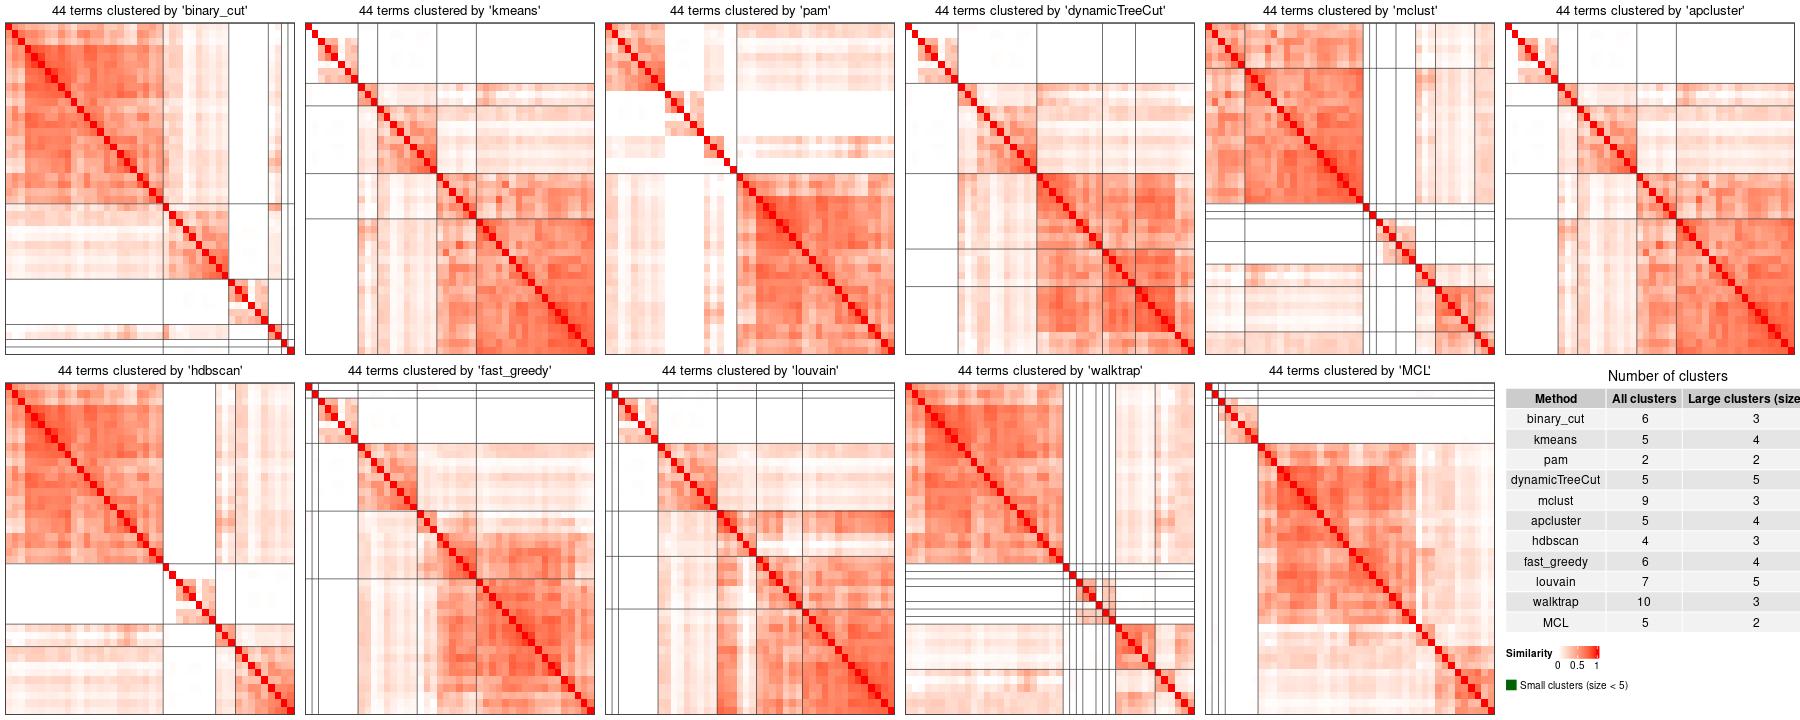 44 terms clustered by 'binary_cut'
44 terms clustered by 'kmeans'
44 terms clustered by 'pam'
44 terms clustered by 'dynamicTreeCut'
44 terms clustered by 'mclust'
44 terms clustered by 'apcluster'
44 terms clustered by 'hdbscan'
44 terms clustered by 'fast_greedy'
44 terms clustered by 'louvain'
44 terms clustered by 'walktrap'
44 terms clustered by 'MCL'
Number of clusters
Method All clusters Large clusters (size
binary_cut 6 3
kmeans 5 4
pam 2 2
dynamicTreeCut 5 5
mclust 9 3
apcluster 5 4
hdbscan 4 3
fast_greedy 6 4
louvain 7 5
walktrap 10 3
MCL 5 2
Similarity
0 0.5 1
Small clusters (size < 5)